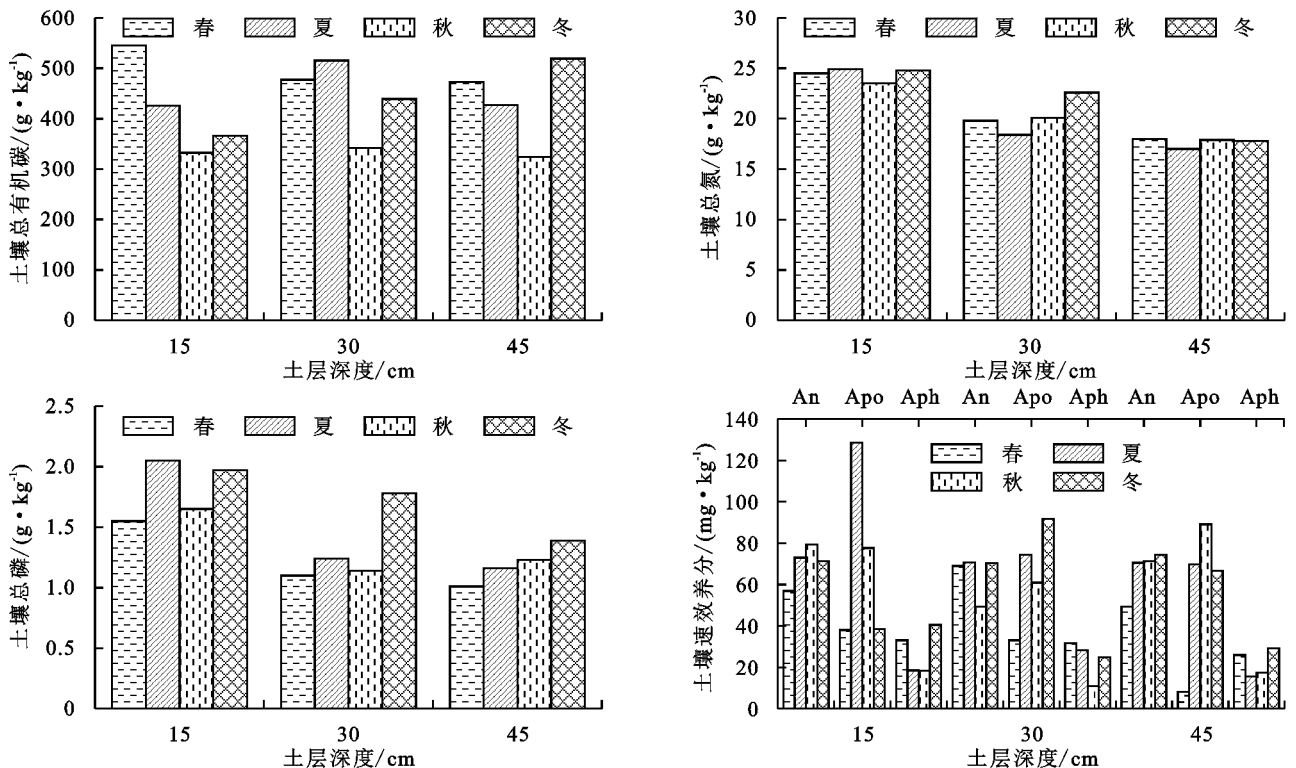 600
500
400
300
200
100
0
春 夏 秋 冬
土壤总有机碳/(g·kg⁻¹)
15 30 45
土层深度/cm
30
25
20
15
10
5
0
春 夏 秋 冬
土壤总氮/(g·kg⁻¹)
15 30 45
土层深度/cm
2.5
2.0
1.5
1.0
0.5
0
春 夏 秋 冬
土壤总磷/(g·kg⁻¹)
15 30 45
土层深度/cm
An Apo Aph An Apo Aph An Apo Aph
140
120
100
80
60
40
20
0
春 夏
秋 冬
土壤速效养分/(mg·kg⁻¹)
15 30 45
土层深度/cm